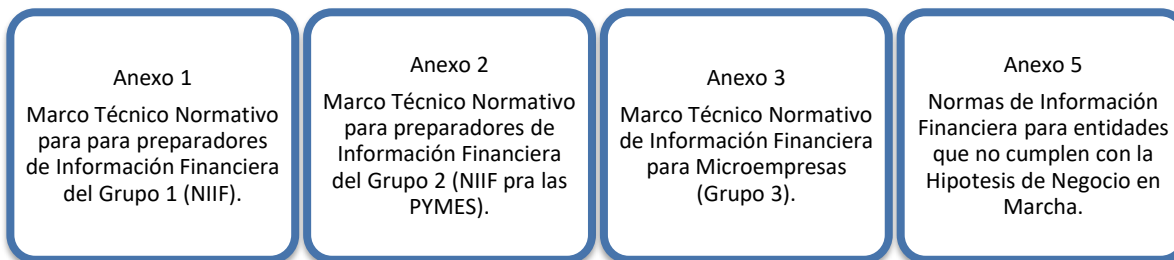 Anexo 1
Marco Técnico Normativo
para para preparadores
de Información Financiera
del Grupo 1 (NIIF).
Anexo 2
Marco Técnico Normativo
para preparadores de
Información Financiera
del Grupo 2 (NIIF pra las
PYMES).
Anexo 3
Marco Técnico Normativo
de Información Financiera
para Microempresas
(Grupo 3).
Anexo 5
Normas de Información
Financiera para entidades
que no cumplen con la
Hipotesis de Negocio en
Marcha.